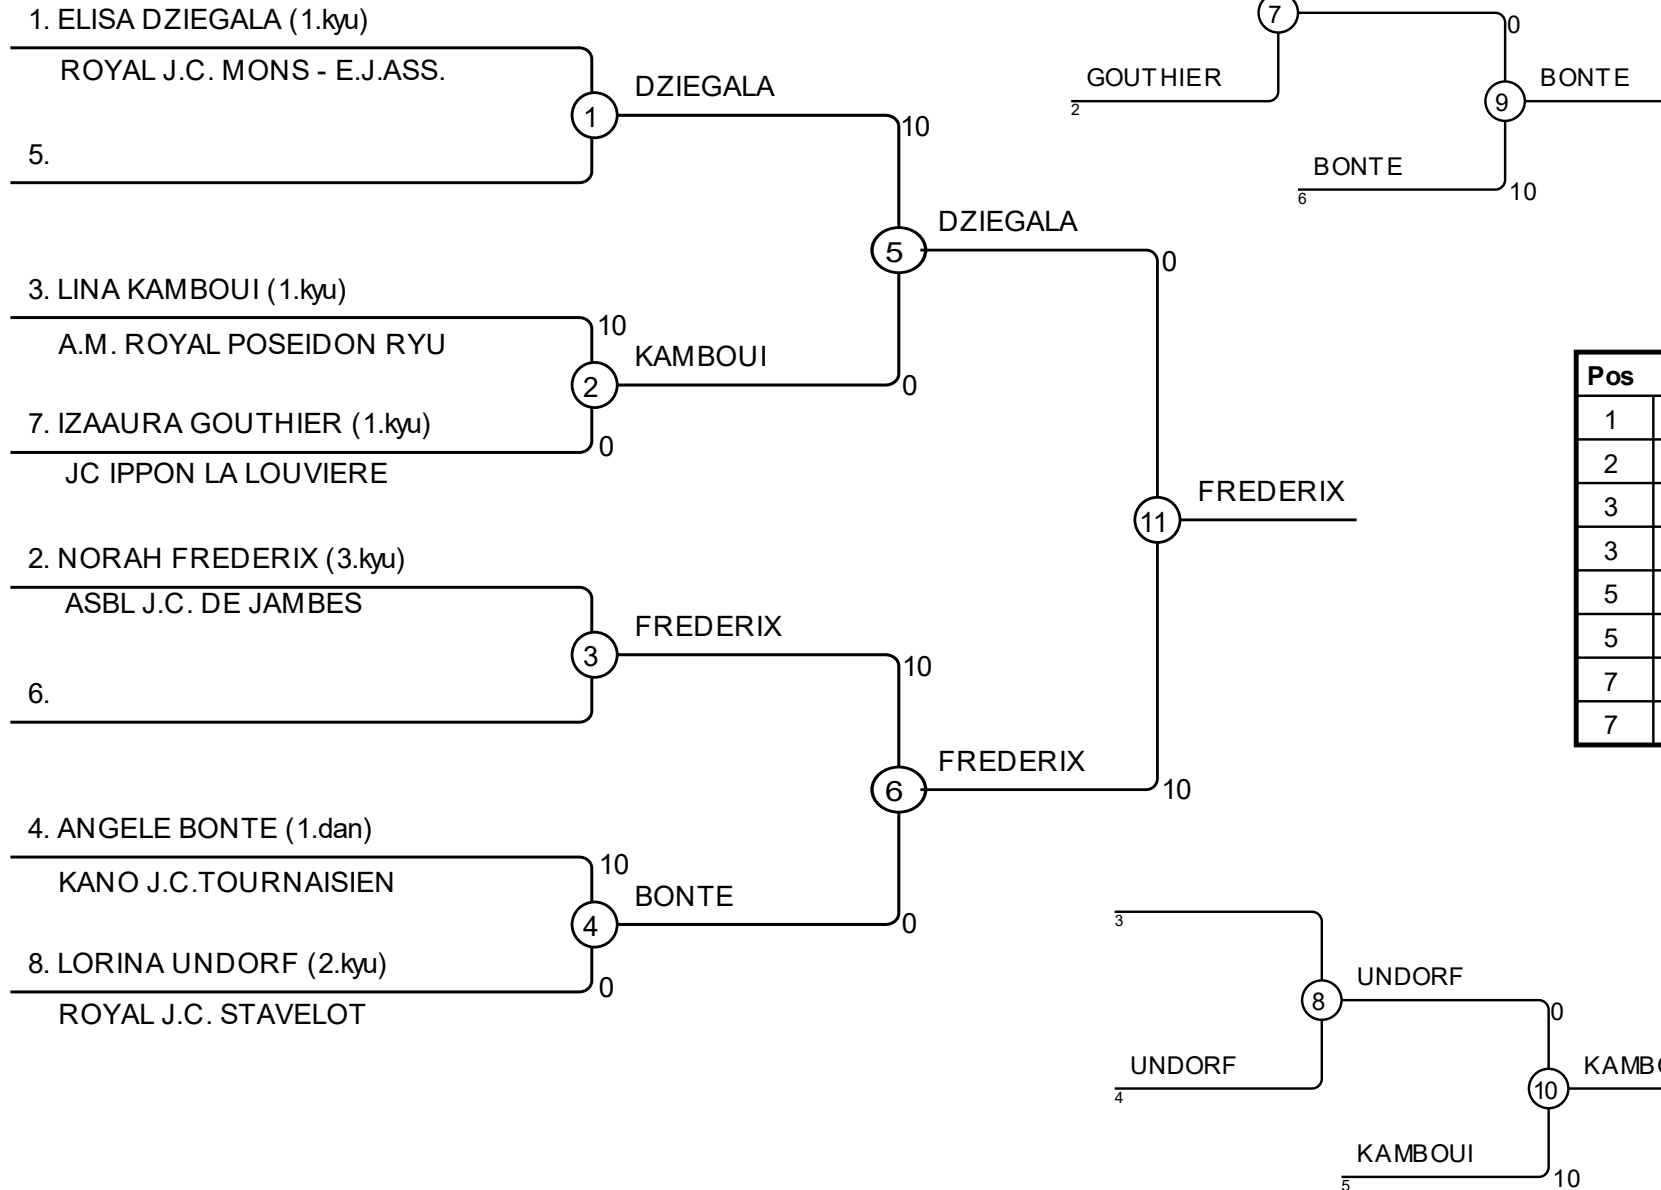 1. ELISA DZIEGALA (1.kyu)
ROYAL J.C. MONS - E.J.ASS.
5.
1
DZIEGALA
10
3. LINA KAMBOUI (1.kyu)
A.M. ROYAL POSEIDON RYU
7. IZAAURA GOUTHIER (1.kyu)
JC IPPON LA LOUVIERE
10
2
0
KAMBOUI
0
5
DZIEGALA
0
2. NORAH FREDERIX (3.kyu)
ASBL J.C. DE JAMBES
6.
3
FREDERIX
10
4. ANGELE BONTE (1.dan)
KANO J.C.TOURNAISIEN
8. LORINA UNDORF (2.kyu)
ROYAL J.C. STAVELOT
10
4
0
BONTE
0
6
FREDERIX
10
11
FREDERIX
7
0
GOUTHIER
2
9
BONTE
BONTE
6
10
Pos
1
2
3
3
5
5
7
7
3
8
UNDORF
0
UNDORF
4
10
KAMBO
KAMBOUI
5
10